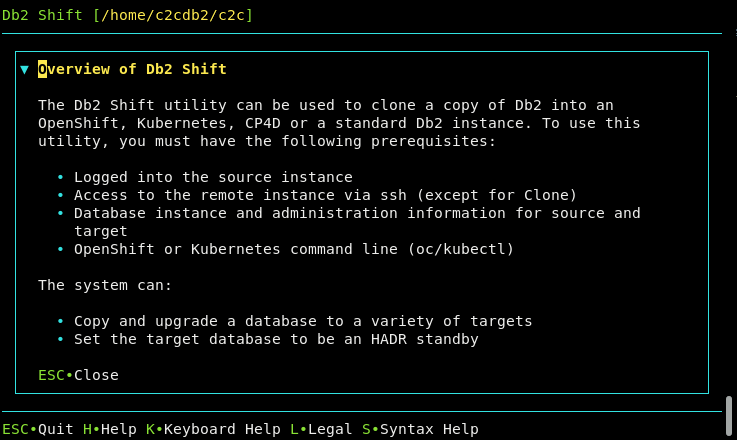 Db2 Shift [/home/c2cdb2/c2c]
▼ Overview of Db2 Shift
The Db2 Shift utility can be used to clone a copy of Db2 into an
OpenShift, Kubernetes, CP4D or a standard Db2 instance. To use this
utility, you must have the following prerequisites:
• Logged into the source instance
• Access to the remote instance via ssh (except for Clone)
• Database instance and administration information for source and
target
• OpenShift or Kubernetes command line (oc/kubectl)
The system can:
• Copy and upgrade a database to a variety of targets
• Set the target database to be an HADR standby
ESC•Close
ESC•Quit H•Help K•Keyboard Help L•Legal S•Syntax Help